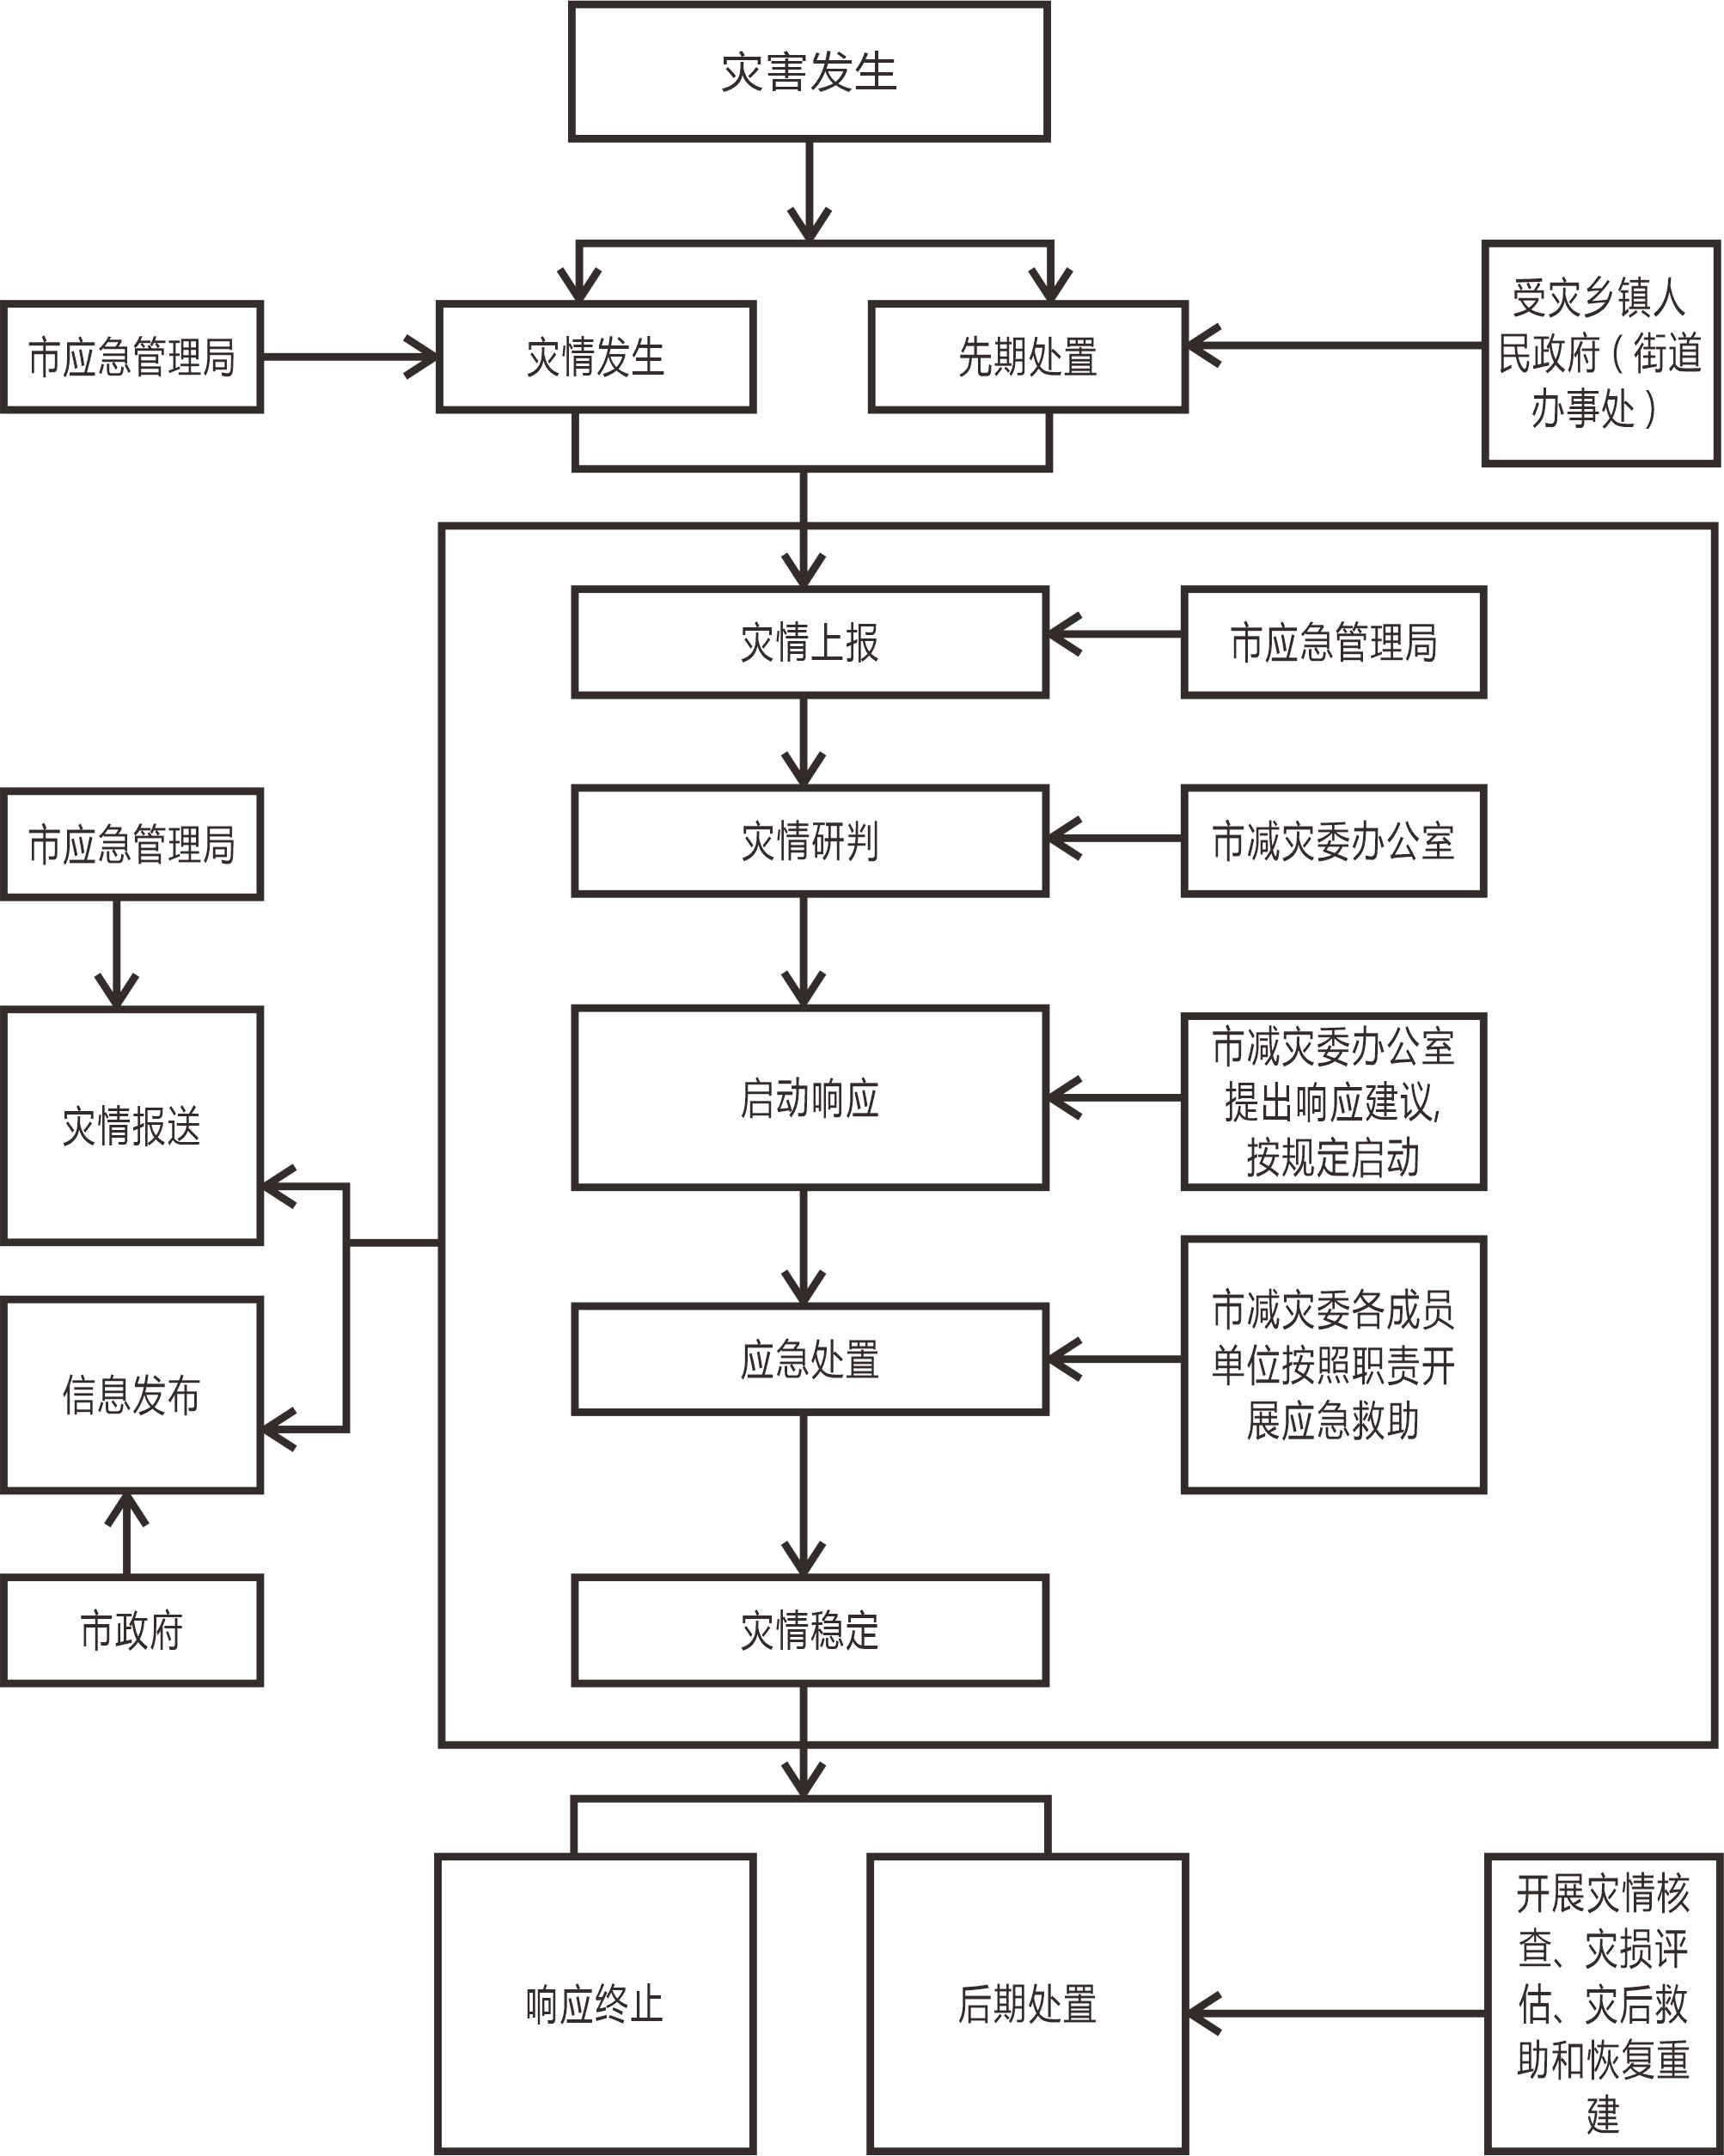 灾害发生
市应急管理局
灾情发生
先期处置
受灾乡镇人
民政府（街道
办事处）
灾情上报
市应急管理局
市应急管理局
灾情研判
市减灾委办公室
灾情报送
启动响应
市减灾委办公室
提出响应建议,
按规定启动
信息发布
应急处置
市减灾委各成员
单位按照职责开
展应急救助
市政府
灾情稳定
响应终止
后期处置
开展灾情核
查、灾损评
估、灾后救
助和恢复重
建